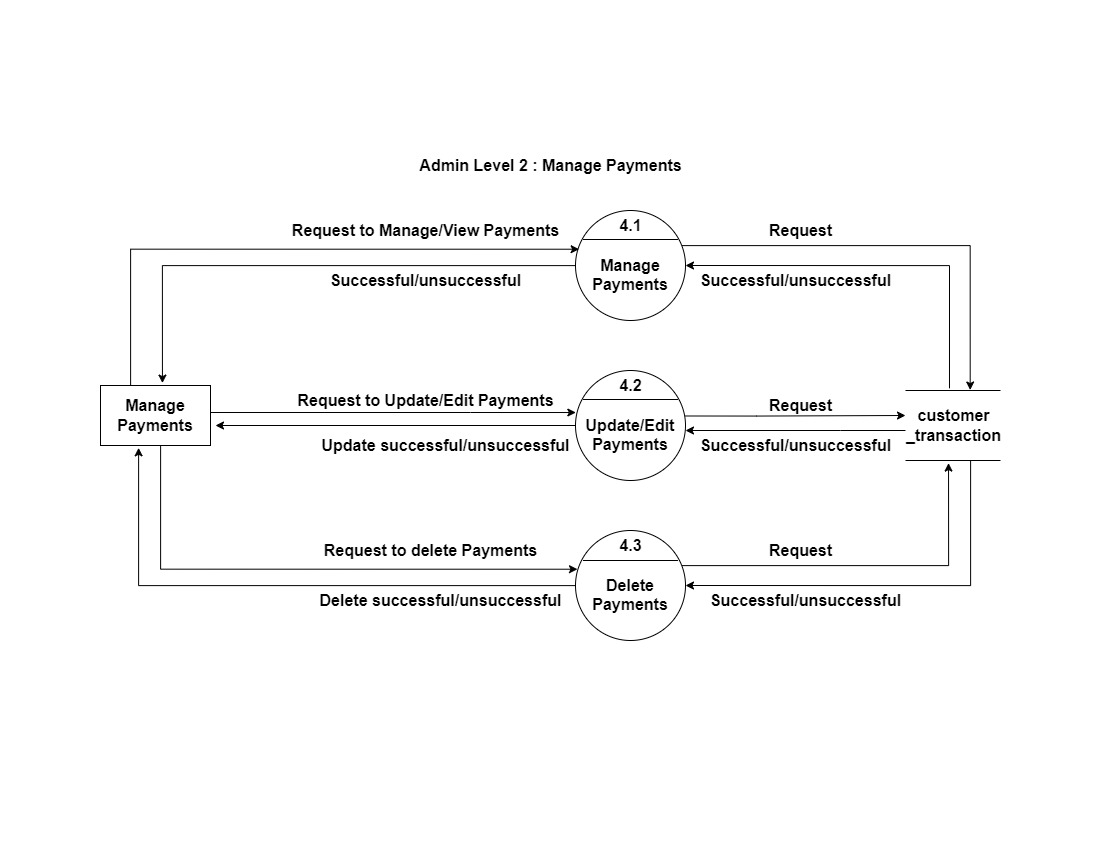 Admin Level 2 : Manage Payments
Request to Manage/View Payments
4.1
Request
Manage
Payments
Successful/unsuccessful
Successful/unsuccessful
Manage
Payments
Request to Update/Edit Payments
4.2
Request
Update/Edit
Payments
customer
_transaction
Update successful/unsuccessful
Successful/unsuccessful
Request to delete Payments
4.3
Request
Delete
Payments
Delete successful/unsuccessful
Successful/unsuccessful